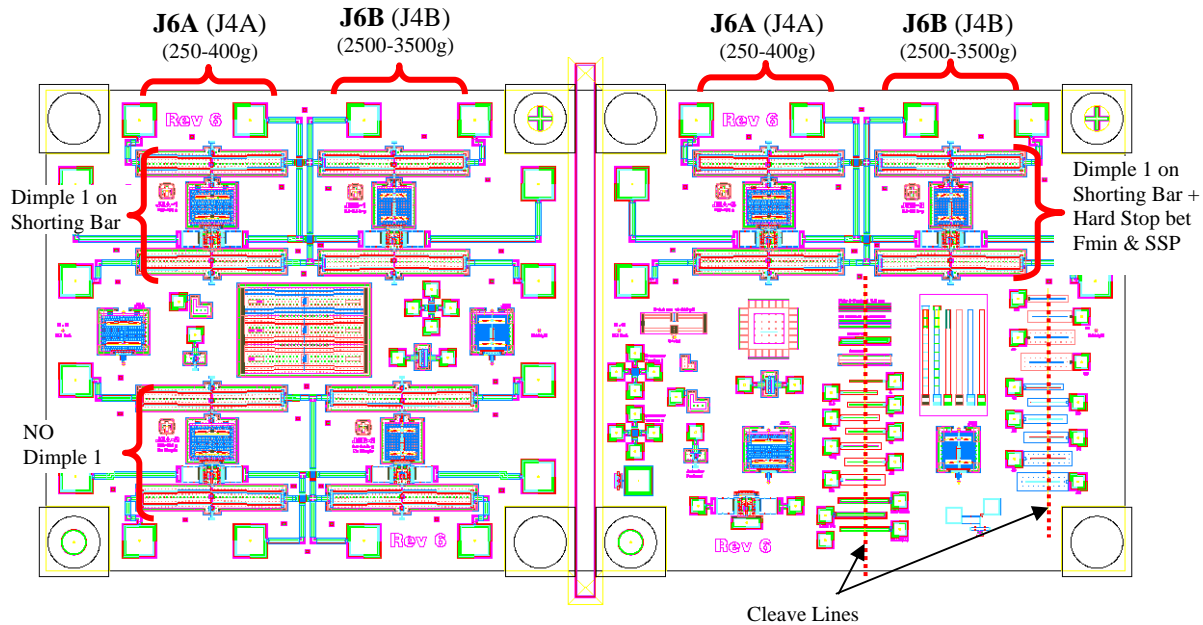 J6A (J4A)
(250-400g)
J6B (J4B)
(2500-3500g)
J6A (J4A)
(250-400g)
J6B (J4B)
(2500-3500g)
Rev 6
Rev 6
Dimple 1 on
Shorting Bar
Dimple 1 on
Shorting Bar +
Hard Stop bet
Fmin & SSP
NO
Dimple 1
Rev 6
Rev 6
Cleave Lines